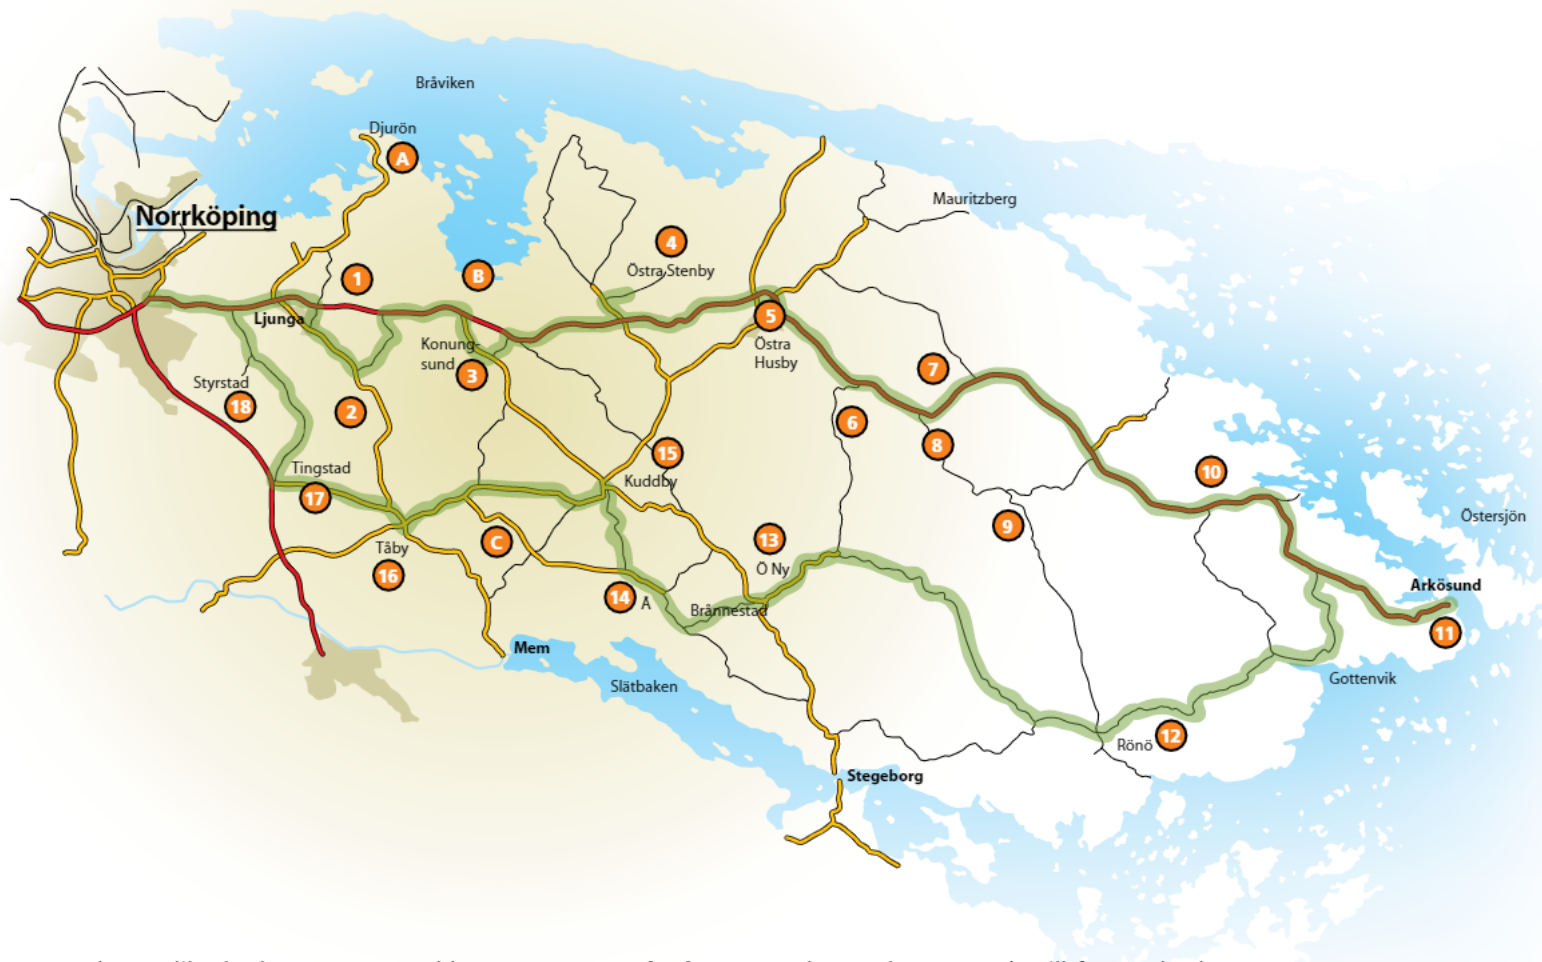 Bråviken
Djurön
A
Mauritzberg
Norrköping
4
Östra Stenby
1
B
Ljunga
5
Konung-
sund
Östra
Husby
3
7
Styrstad
18
2
6
8
15
Kuddby
Tingstad
17
10
Östersjön
9
C
13
Ö Ny
Tåby
16
14
Å
Brånnestad
Arkösund
11
Mem
Slätbaken
Gottenvik
Rönö
12
Stegeborg